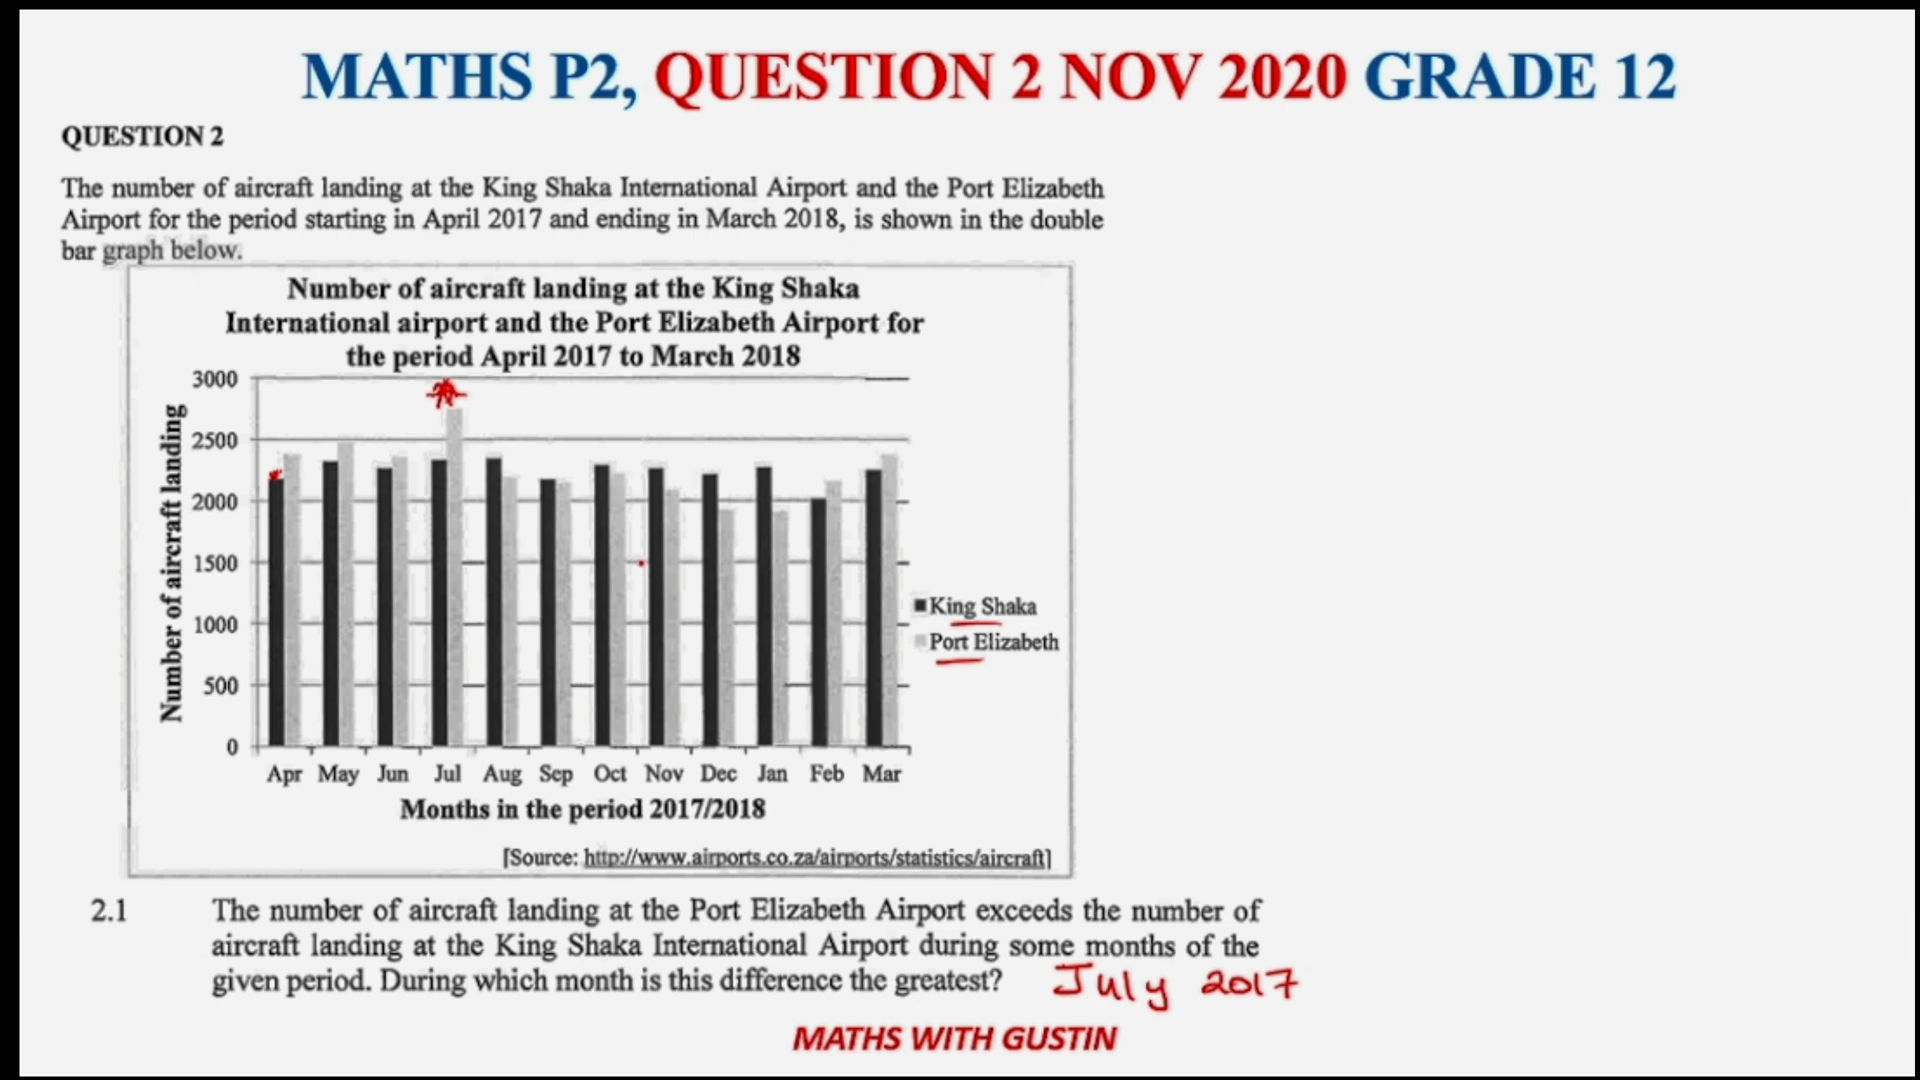 MATHS P2, QUESTION 2 NOV 2020 GRADE 12
QUESTION 2
The number of aircraft landing at the King Shaka International Airport and the Port Elizabeth
Airport for the period starting in April 2017 and ending in March 2018, is shown in the double
bar graph below.
Number of aircraft landing at the King Shaka
International airport and the Port Elizabeth Airport for
the period April 2017 to March 2018
Number of aircraft landing
3000
2500
2000
1500
1000
500
0
King Shaka
Port Elizabeth
Apr May Jun Jul Aug Sep Oct Nov Dec Jan Feb Mar
Months in the period 2017/2018
[Source: http://www.airports.co.za/airports/statistics/aircraft]
2.1 The number of aircraft landing at the Port Elizabeth Airport exceeds the number of
aircraft landing at the King Shaka International Airport during some months of the
given period. During which month is this difference the greatest? July 2017
MATHS WITH GUSTIN